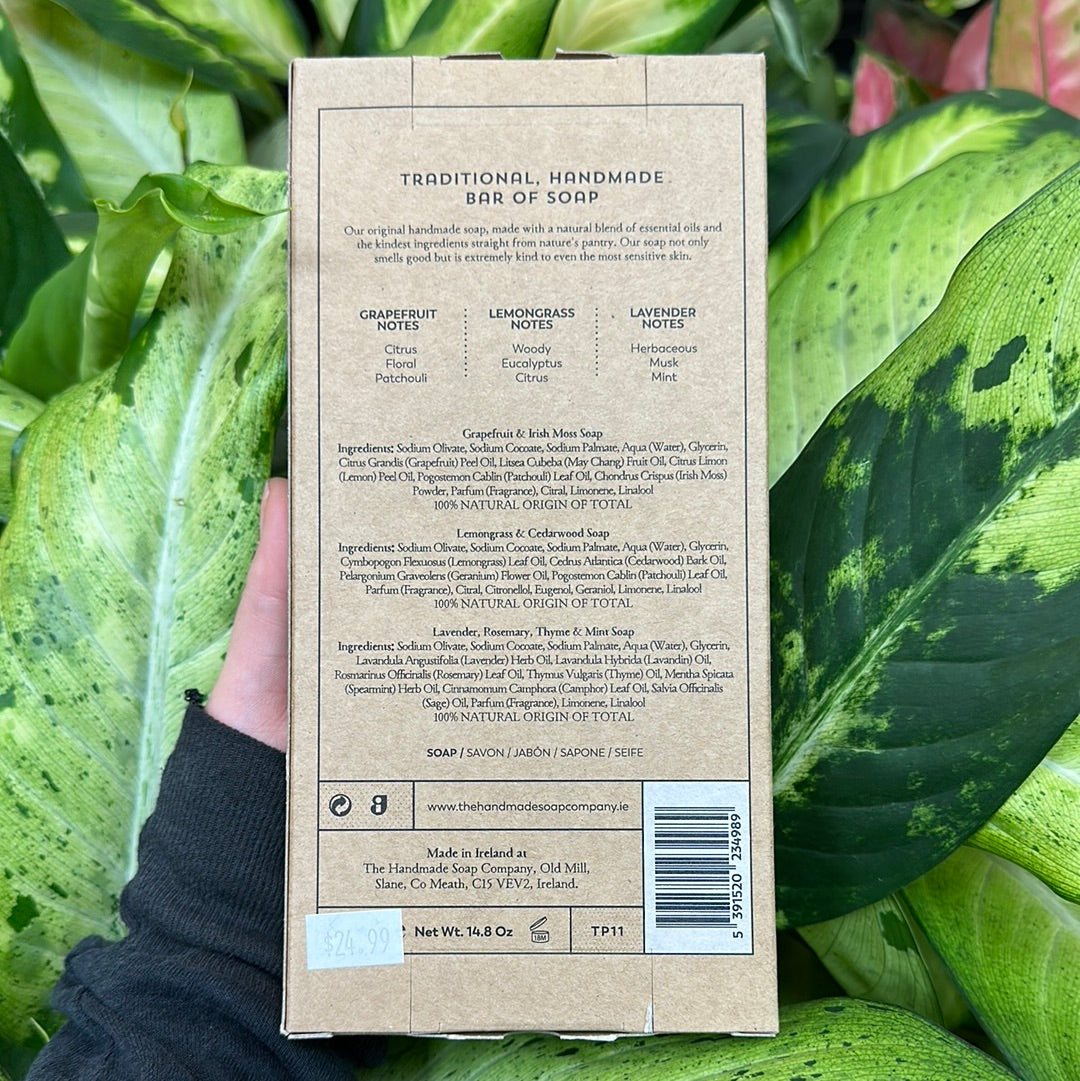 TRADITIONAL, HANDMADE
BAR OF SOAP
Our original handmade soap, made with a natural blend of essential oils and
the kindest ingredients straight from nature's pantry. Our soap not only
smells good but is extremely kind to even the most sensitive skin.
GRAPEFRUIT
NOTES
Citrus
Floral
Patchouli
LEMONGRASS
NOTES
Woody
Eucalyptus
Citrus
LAVENDER
NOTES
Herbaceous
Musk
Mint
Grapefruit & Irish Moss Soap
Ingredients: Sodium Olivate, Sodium Cocoate, Sodium Palmate, Aqua (Water), Glycerin,
Citrus Grandis (Grapefruit) Peel Oil, Litsea Cubeba (May Chang) Fruit Oil, Citrus Limon
(Lemon) Peel Oil, Pogostemon Cablin (Patchouli) Leaf Oil, Chondrus Crispus (Irish Moss)
Powder, Parfum (Fragrance), Citral, Limonene, Linalool
100% NATURAL ORIGIN OF TOTAL
Lemongrass & Cedarwood Soap
Ingredients: Sodium Olivate, Sodium Cocoate, Sodium Palmate, Aqua (Water), Glycerin,
Cymbopogon Flexuosus (Lemongrass) Leaf Oil, Cedrus Atlantica (Cedarwood) Bark Oil,
Pelargonium Graveolens (Geranium) Flower Oil, Pogostemon Cablin (Patchouli) Leaf Oil,
Parfum (Fragrance), Citral, Citronellol, Eugenol, Geraniol, Limonene, Linalool
100% NATURAL ORIGIN OF TOTAL
Lavender, Rosemary, Thyme & Mint Soap
Ingredients: Sodium Olivate, Sodium Cocoate, Sodium Palmate, Aqua (Water), Glycerin,
Lavandula Angustifolia (Lavender) Herb Oil, Lavandula Hybrida (Lavandin) Oil,
Rosmarinus Officinalis (Rosemary) Leaf Oil, Thymus Vulgaris (Thyme) Oil, Mentha Spicata
(Spearmint) Herb Oil, Cinnamomum Camphora (Camphor) Leaf Oil, Salvia Officinalis
(Sage) Oil, Parfum (Fragrance), Limonene, Linalool
100% NATURAL ORIGIN OF TOTAL
SOAP / SAVON / JABÓN / SAPONE / SEIFE
www.thehandmadesoapcompany.ie
Made in Ireland at
The Handmade Soap Company, Old Mill,
Slane, Co Meath, C15 VEV2, Ireland.
$24.99
Net Wt. 14.8 Oz
18M
TP11
5 391520 234989